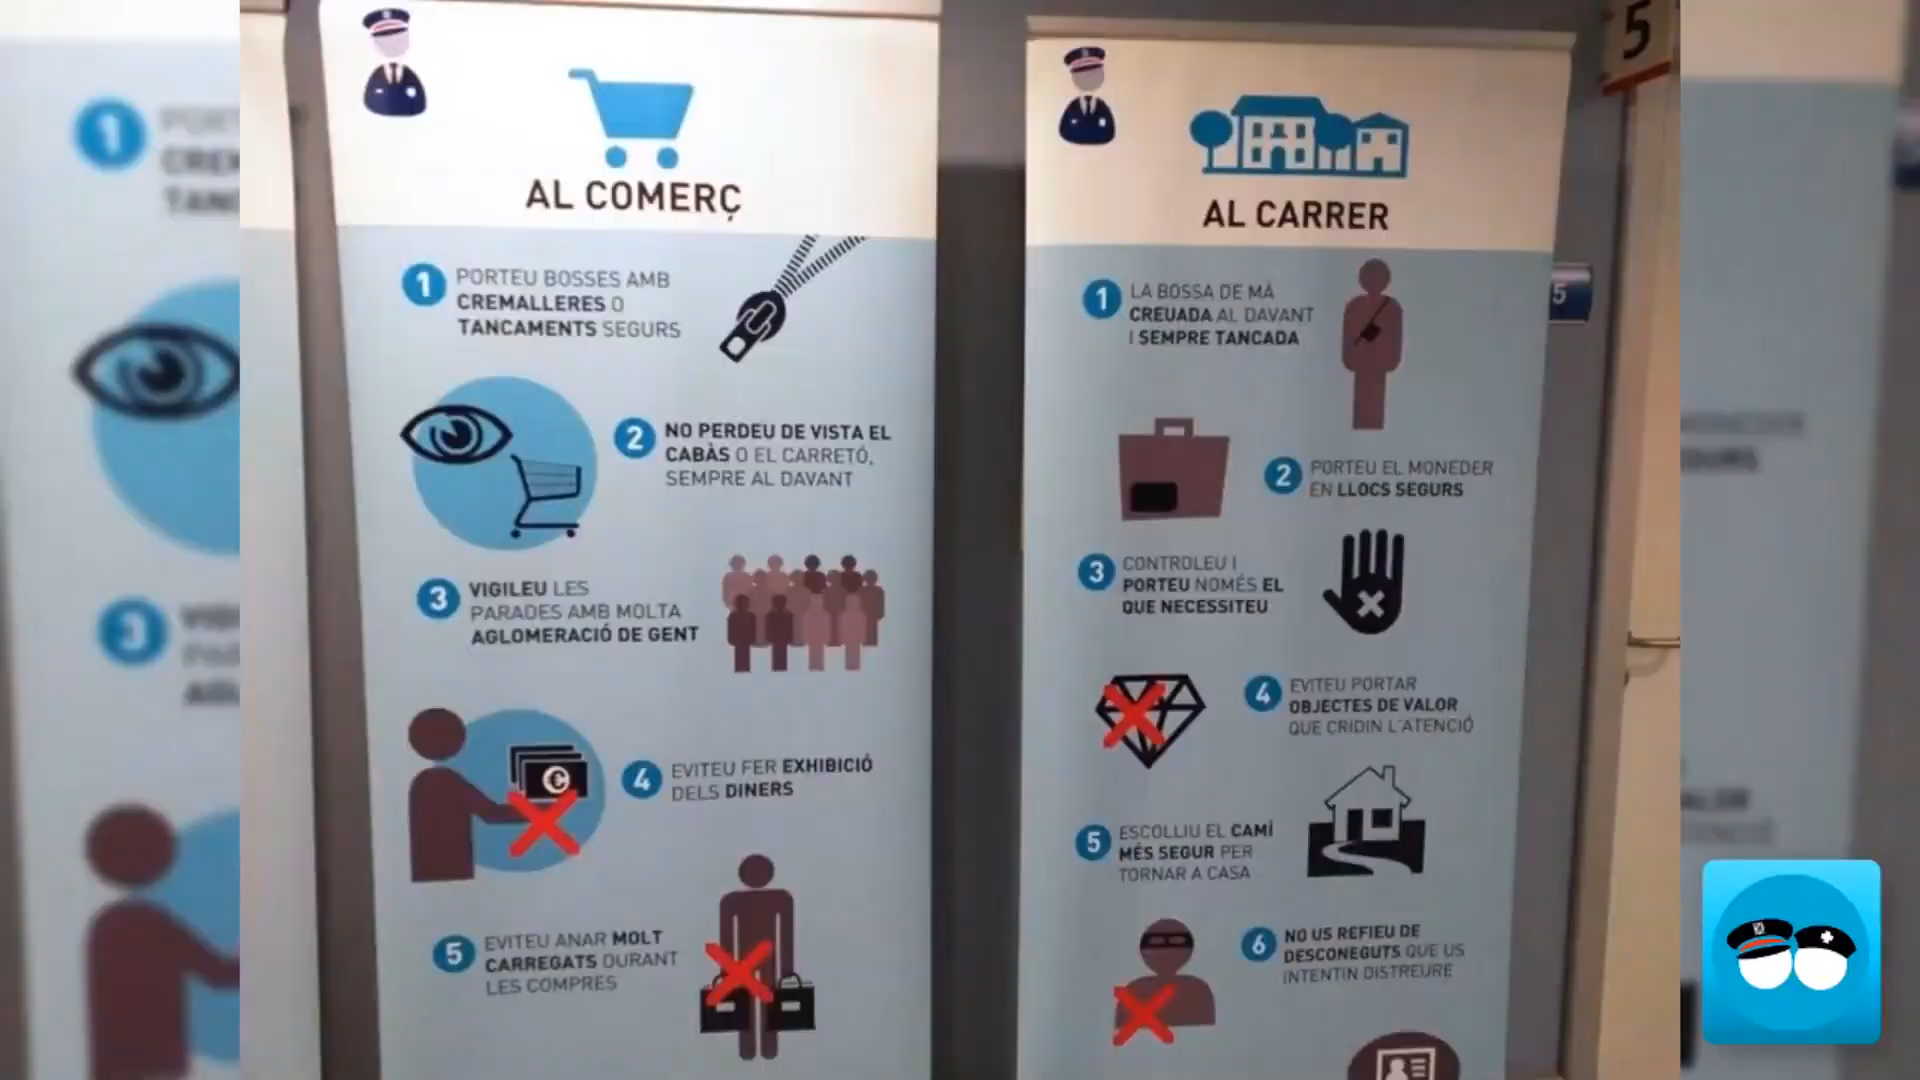 AL COMERÇ
1
PORTEU BOSSES AMB
CREMALLERES O
TANCAMENTS SEGURS
2
NO PERDEU DE VISTA EL
CABÀS O EL CARRETÓ,
SEMPRE AL DAVANT
3
VIGILEU LES
PARADES AMB MOLTA
AGLOMERACIÓ DE GENT
4
EVITEU FER EXHIBICIÓ
DELS DINERS
5
EVITEU ANAR MOLT
CARREGATS DURANT
LES COMPRES
AL CARRER
1
LA BOSSA DE MÀ
CREUADA AL DAVANT
I SEMPRE TANCADA
2
PORTEU EL MONEDER
EN LLOCS SEGURS
3
CONTROLEU I
PORTEU NOMÉS EL
QUE NECESSITEU
4
EVITEU PORTAR
OBJECTES DE VALOR
QUE CRIDIN L'ATENCIÓ
5
ESCOLLIU EL CAMÍ
MÉS SEGUR PER
TORNAR A CASA
6
NO US REFIEU DE
DESCONEGUTS QUE US
INTENTIN DISTREURE
5
5